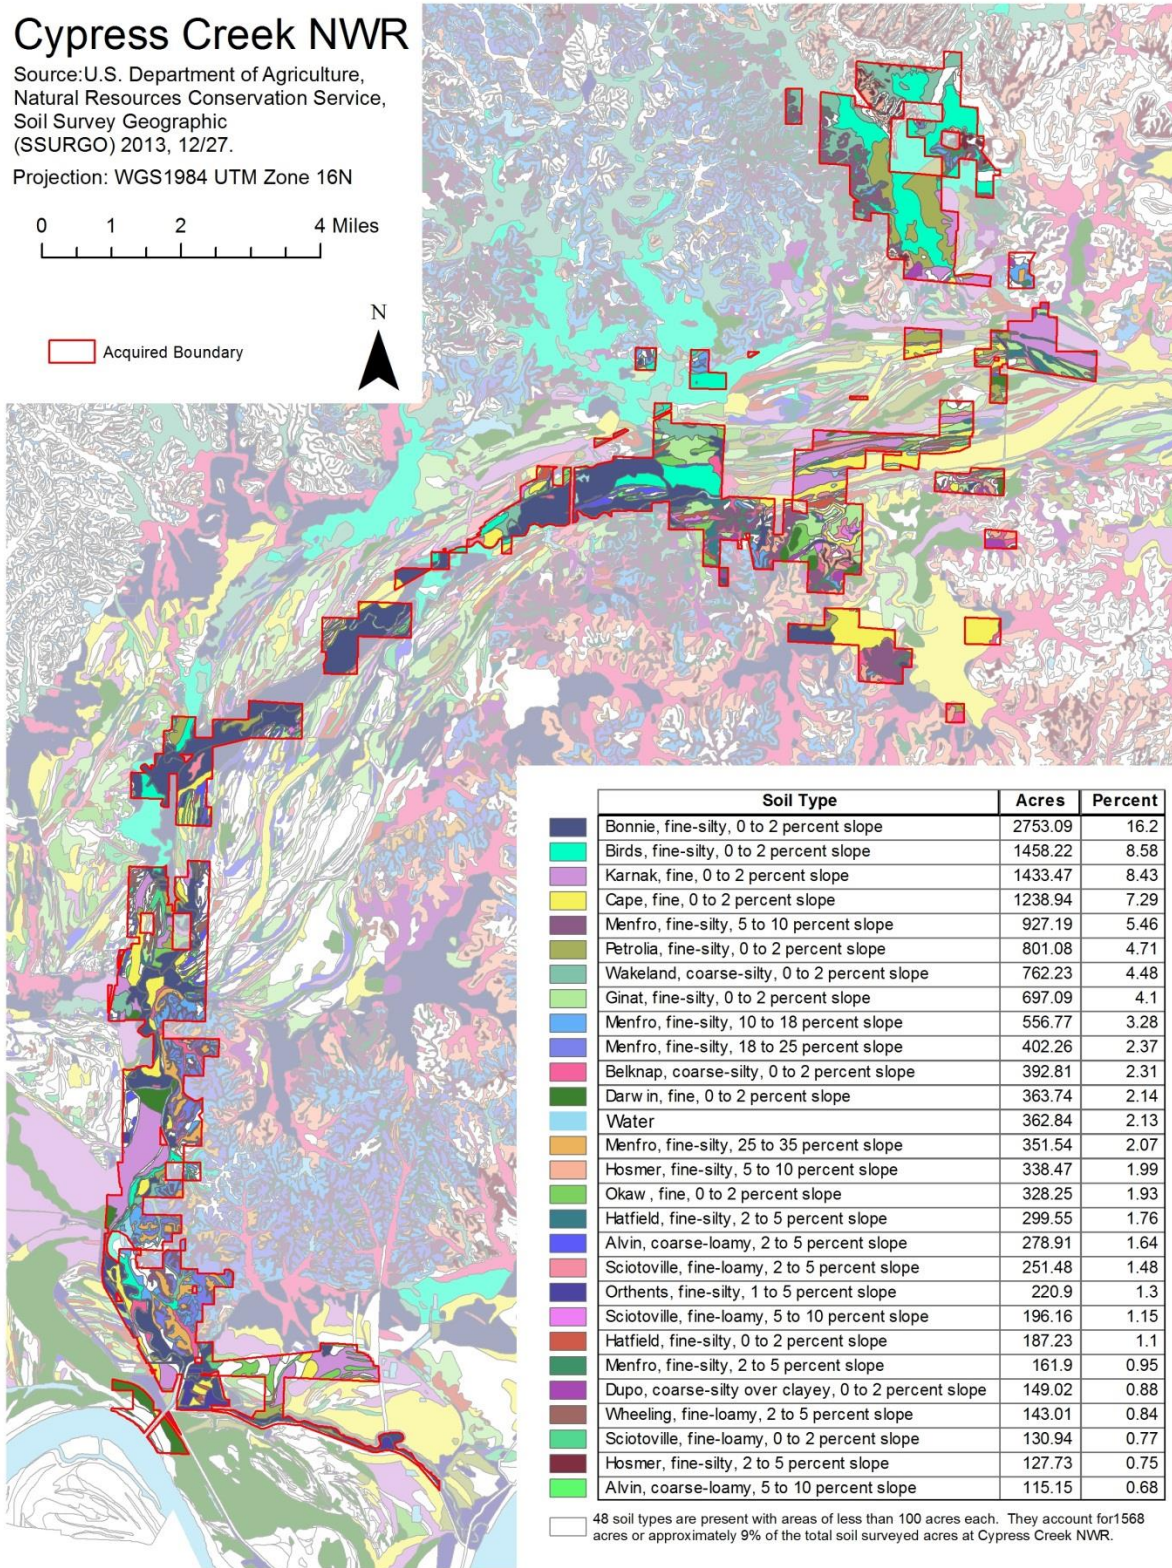 Cypress Creek NWR
Source:U.S. Department of Agriculture,
Natural Resources Conservation Service,
Soil Survey Geographic
(SSURGO) 2013, 12/27.
Projection: WGS1984 UTM Zone 16N
0 1 2 4 Miles
N
Acquired Boundary
Soil Type Acres Percent
Bonnie, fine-silty, 0 to 2 percent slope 2753.09 16.2
Birds, fine-silty, 0 to 2 percent slope 1458.22 8.58
Karnak, fine, 0 to 2 percent slope 1433.47 8.43
Cape, fine, 0 to 2 percent slope 1238.94 7.29
Menfro, fine-silty, 5 to 10 percent slope 927.19 5.46
Petrolia, fine-silty, 0 to 2 percent slope 801.08 4.71
Wakeland, coarse-silty, 0 to 2 percent slope 762.23 4.48
Ginat, fine-silty, 0 to 2 percent slope 697.09 4.1
Menfro, fine-silty, 10 to 18 percent slope 556.77 3.28
Menfro, fine-silty, 18 to 25 percent slope 402.26 2.37
Belknap, coarse-silty, 0 to 2 percent slope 392.81 2.31
Darwin, fine, 0 to 2 percent slope 363.74 2.14
Water 362.84 2.13
Menfro, fine-silty, 25 to 35 percent slope 351.54 2.07
Hosmer, fine-silty, 5 to 10 percent slope 338.47 1.99
Okaw, fine, 0 to 2 percent slope 328.25 1.93
Hatfield, fine-silty, 2 to 5 percent slope 299.55 1.76
Alvin, coarse-loamy, 2 to 5 percent slope 278.91 1.64
Sciotoville, fine-loamy, 2 to 5 percent slope 251.48 1.48
Orthents, fine-silty, 1 to 5 percent slope 220.9 1.3
Sciotoville, fine-loamy, 5 to 10 percent slope 196.16 1.15
Hatfield, fine-silty, 0 to 2 percent slope 187.23 1.1
Menfro, fine-silty, 2 to 5 percent slope 161.9 0.95
Dupo, coarse-silty over clayey, 0 to 2 percent slope 149.02 0.88
Wheeling, fine-loamy, 2 to 5 percent slope 143.01 0.84
Sciotoville, fine-loamy, 0 to 2 percent slope 130.94 0.77
Hosmer, fine-silty, 2 to 5 percent slope 127.73 0.75
Alvin, coarse-loamy, 5 to 10 percent slope 115.15 0.68
48 soil types are present with areas of less than 100 acres each. They account for1568
acres or approximately 9% of the total soil surveyed acres at Cypress Creek NWR.